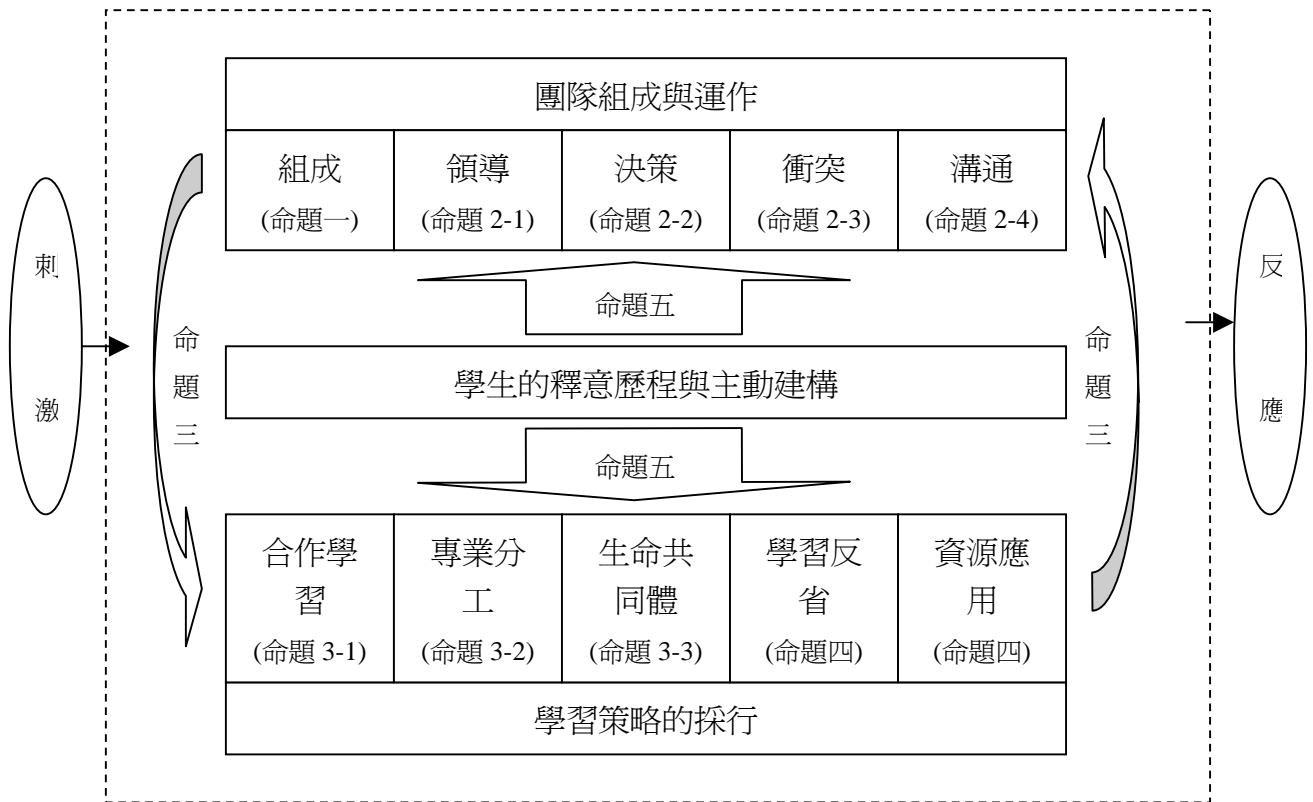 團隊組成與運作
組成
(命題一)
領導
(命題 2-1)
決策
(命題 2-2)
衝突
(命題 2-3)
溝通
(命題 2-4)
刺激
命題三
命題五
學生的釋意歷程與主動建構
命題五
命題三
反應
合作學
習
(命題 3-1)
專業分
工
(命題 3-2)
生命共
同體
(命題 3-3)
學習反
省
(命題四)
資源應
用
(命題四)
學習策略的採行